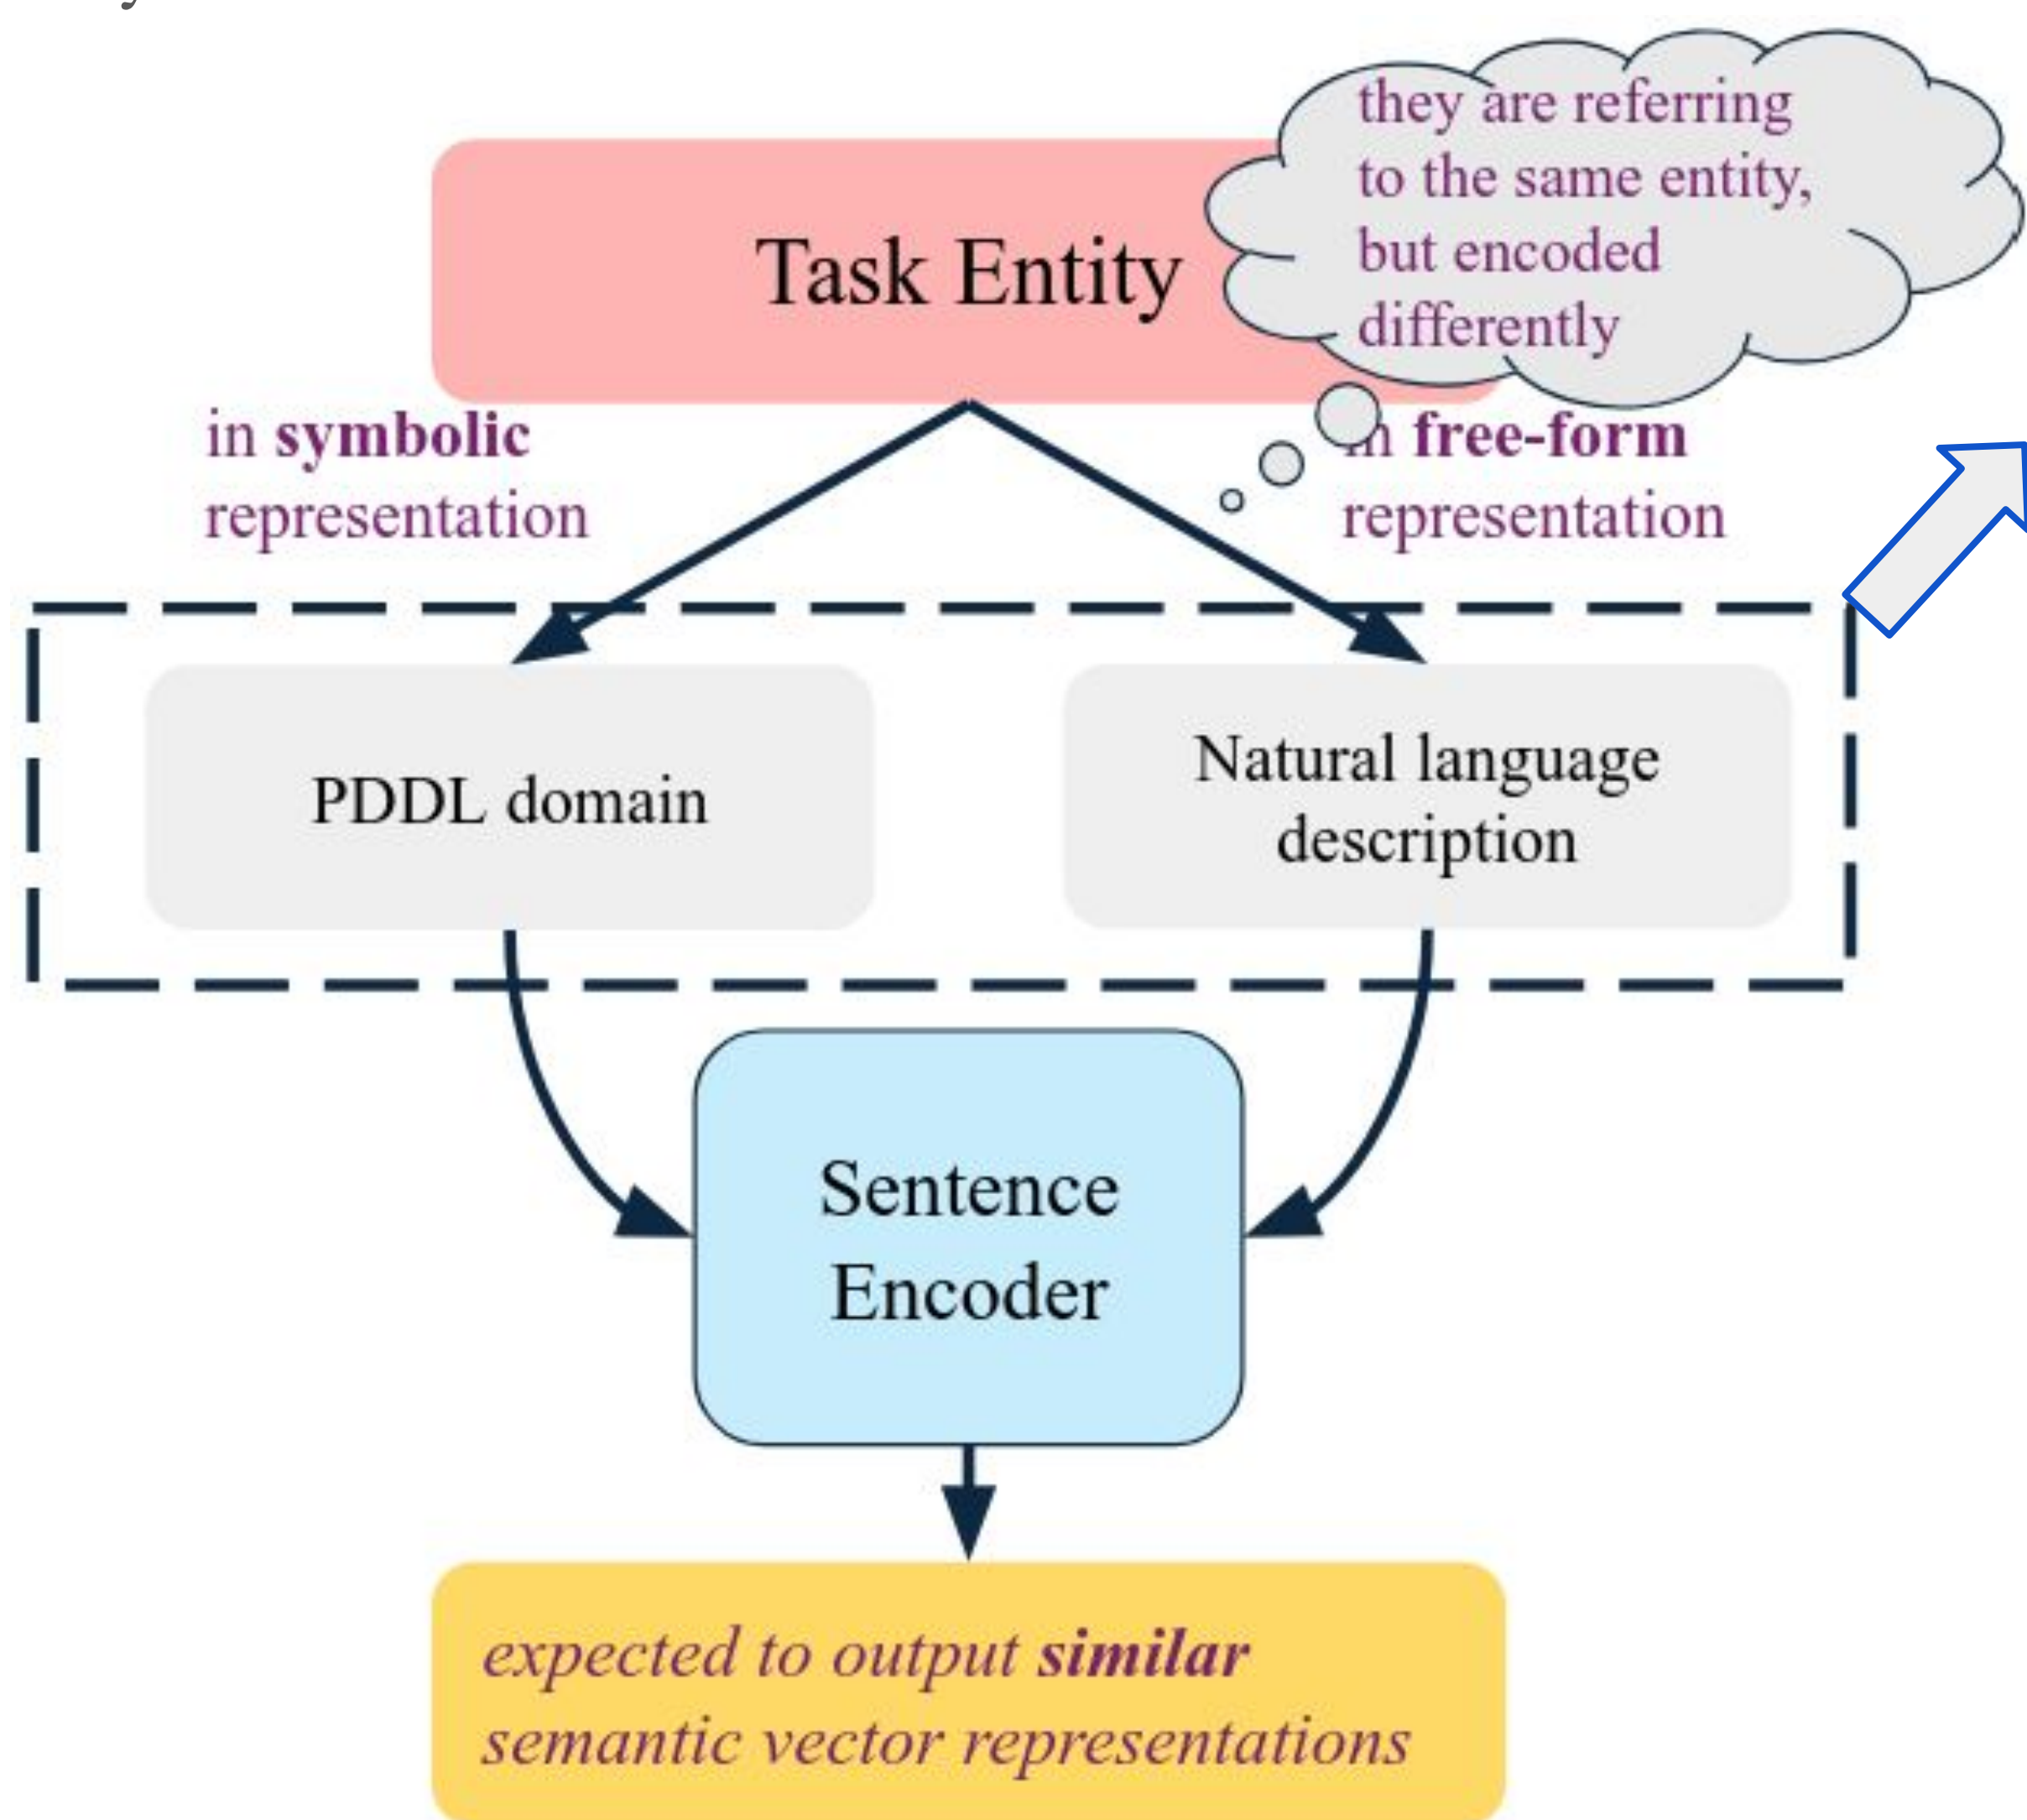 they are referring
to the same entity,
but encoded
differently
Task Entity
in symbolic
representation
in free-form
representation
PDDL domain
Natural language
description
Sentence
Encoder
expected to output similar
semantic vector representations